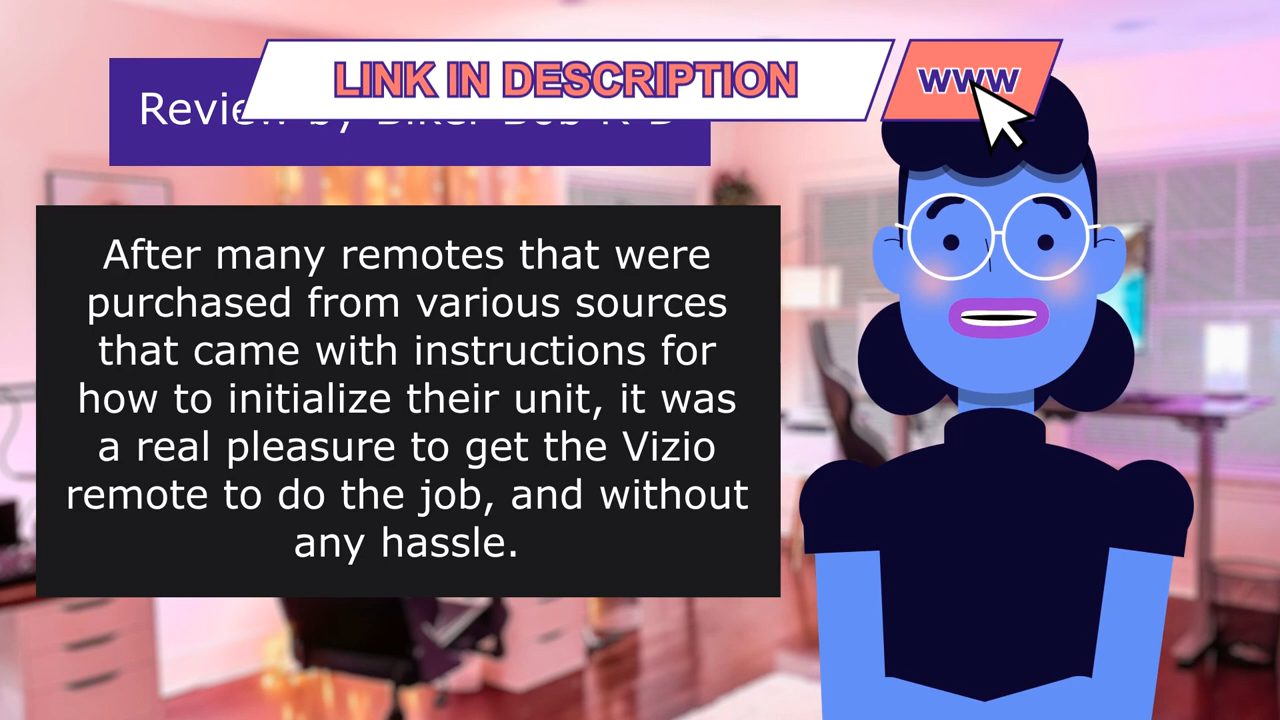 LINK IN DESCRIPTION
www
Review by Biker Bob R B
After many remotes that were
purchased from various sources
that came with instructions for
how to initialize their unit, it was
a real pleasure to get the Vizio
remote to do the job, and without
any hassle.